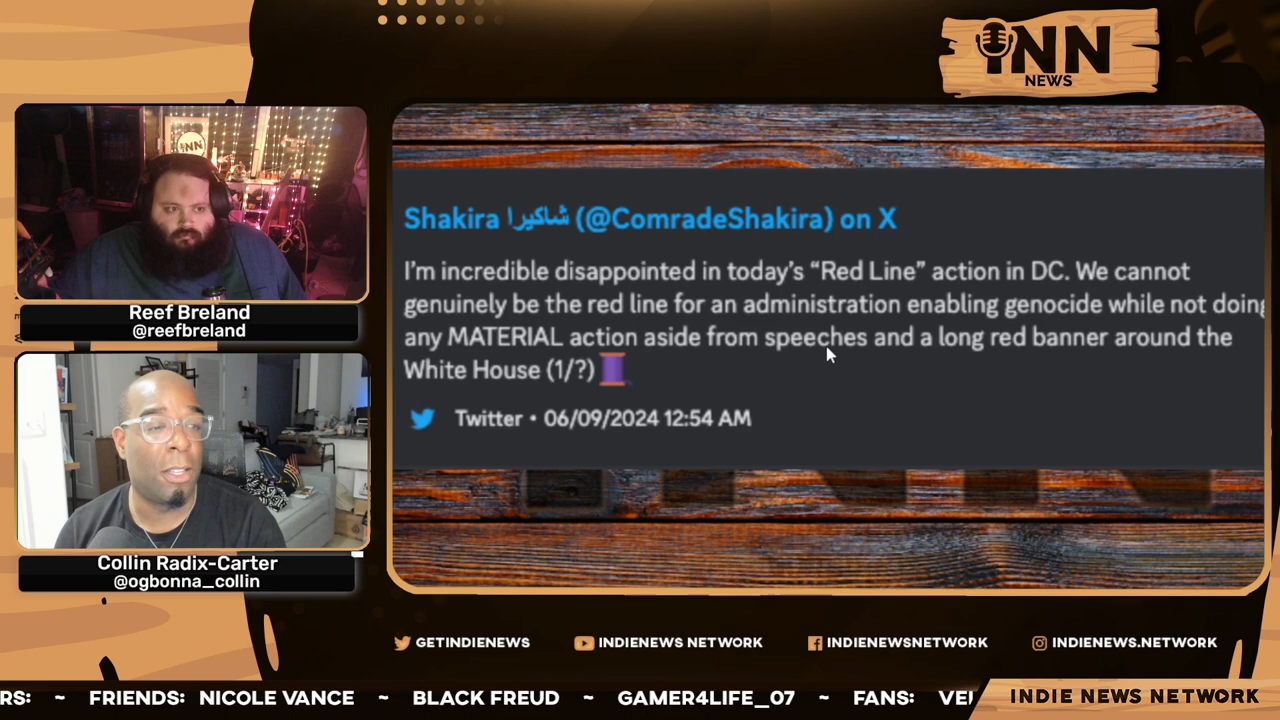 iNN
NEWS
iNN
Reef Breland
@reefbreland
Shakira شاكيرا (@ComradeShakira) on X
I'm incredible disappointed in today's “Red Line” action in DC. We cannot
genuinely be the red line for an administration enabling genocide while not doing
any MATERIAL action aside from speeches and a long red banner around the
White House (1/?)
Twitter • 06/09/2024 12:54 AM
Collin Radix-Carter
@ogbonna_collin
GETINDIENEWS
INDIENEWS NETWORK
INDIENEWSNETWORK
INDIENEWS.NETWORK
RS: ~ FRIENDS: NICOLE VANCE ~ BLACK FREUD ~ GAMER4LIFE_07 ~ FANS:
INDIE NEWS NETWORK